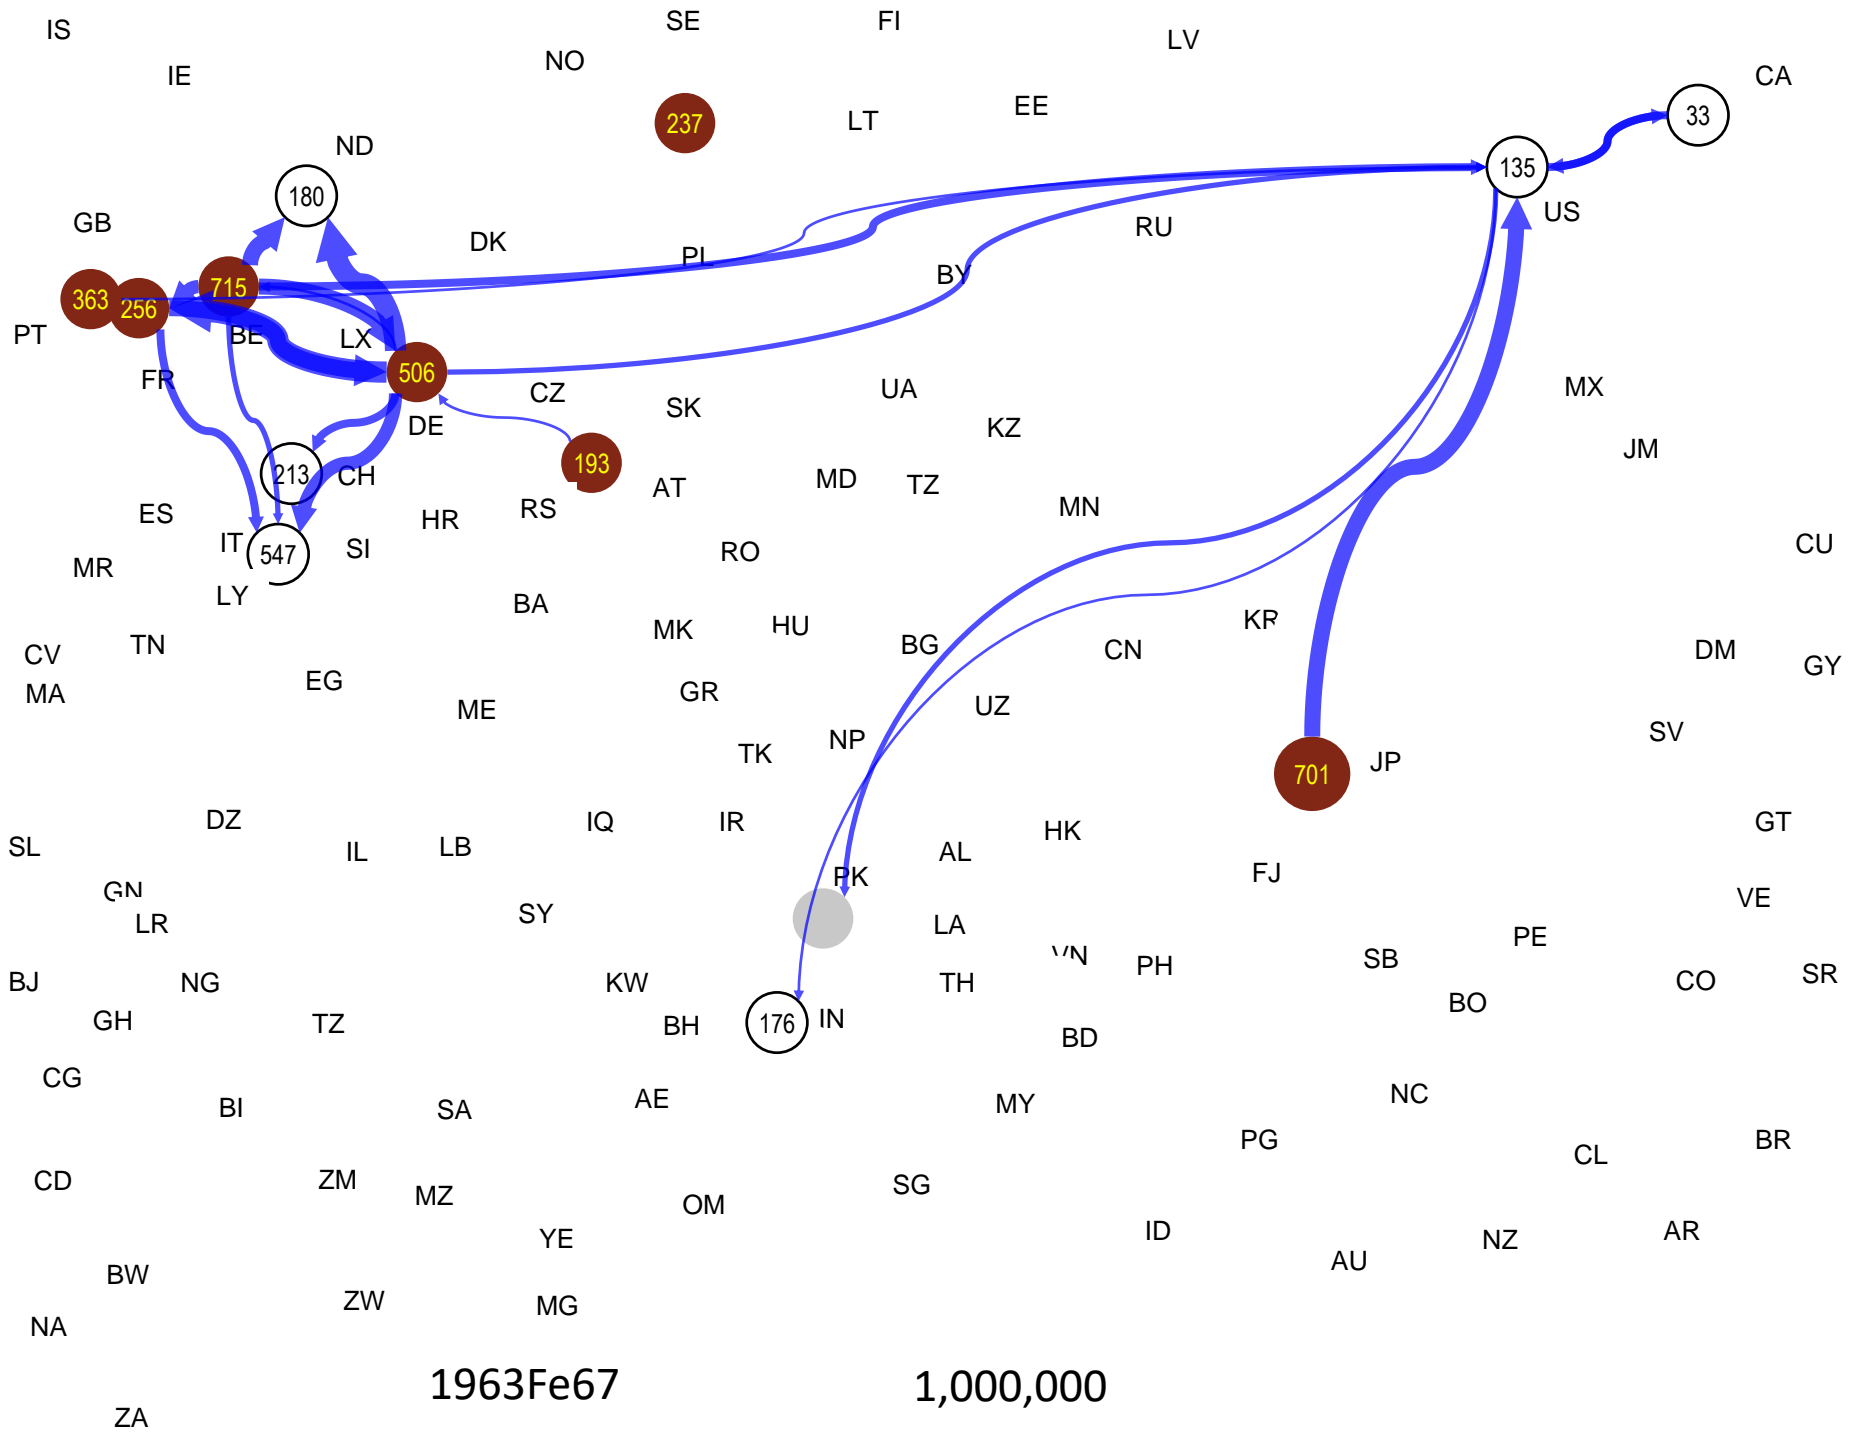 IS
SE
FI
LV
IE
NO
CA
237
LT
EE
33
ND
135
180
GB
US
DK
PL
RU
BY
363
256
715
PT
BE
LX
506
FR
CZ
UA
MX
SK
DE
KZ
JM
193
213
CH
AT
MD
TZ
MN
ES
HR
RS
IT
547
SI
RO
CU
MR
LY
BA
MK
HU
KR
TN
BG
CN
DM
CV
GY
MA
EG
GR
ME
UZ
SV
TK
NP
701
JP
DZ
IQ
IR
HK
GT
SL
IL
LB
AL
FJ
PK
GN
VE
LR
SY
LA
PE
VN
PH
SB
BJ
NG
KW
TH
CO
SR
BO
GH
TZ
BH
176
IN
BD
CG
BI
SA
AE
MY
NC
PG
BR
CL
CD
ZM
MZ
OM
SG
YE
ID
NZ
AR
AU
BW
ZW
MG
NA
1963Fe67
1,000,000
ZA